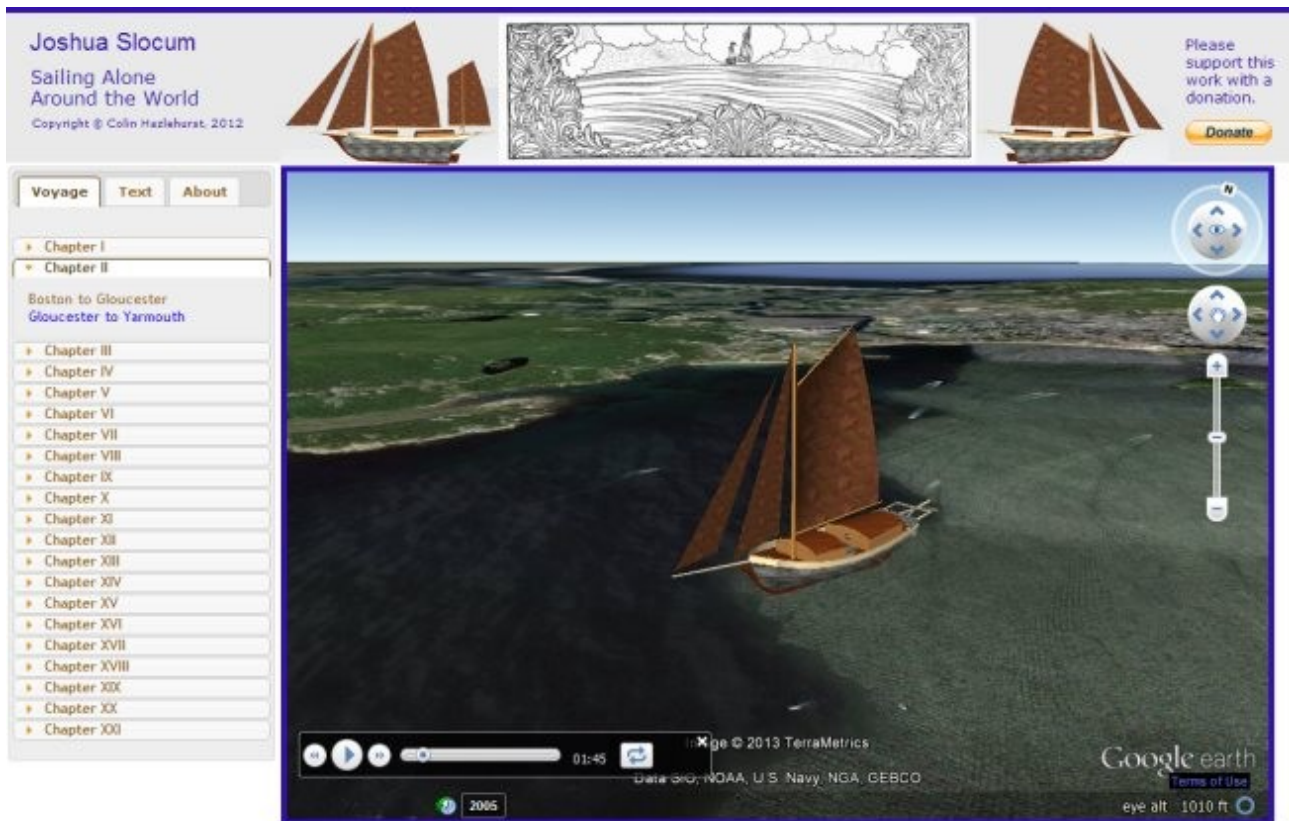 Joshua Slocum
Sailing Alone
Around the World
Copyright © Colin Hazlehurst, 2012
Please
support this
work with a
donation.
Donate
Voyage Text About
Chapter I
Chapter II
Boston to Gloucester
Gloucester to Yarmouth
Chapter III
Chapter IV
Chapter V
Chapter VI
Chapter VII
Chapter VIII
Chapter IX
Chapter X
Chapter XI
Chapter XII
Chapter XIII
Chapter XIV
Chapter XV
Chapter XVI
Chapter XVII
Chapter XVIII
Chapter XIX
Chapter XX
Chapter XXI
N
01:45
Image © 2013 TerraMetrics
Data SIO, NOAA, U.S. Navy, NGA, GEBCO
Google earth
Terms of Use
2005
eye alt 1010 ft